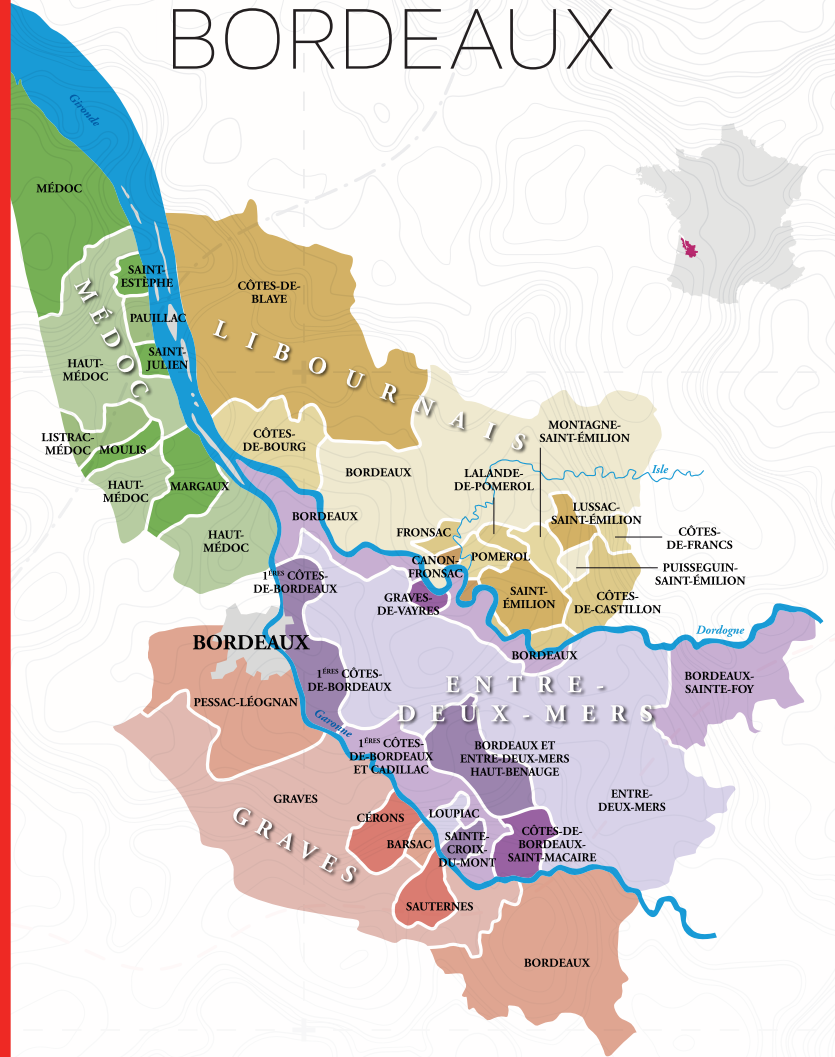 BORDEAUX
Gironde
MÉDOC
SAINT-
ESTÈPHE
CÔTES-DE-
BLAYE
PAUILLAC
MÉDOC
LIBOURNAIS
SAINT-
JULIEN
HAUT-
MÉDOC
LISTRAC-
MÉDOC
MOULIS
CÔTES-
DE-BOURG
MONTAGNE-
SAINT-ÉMILION
BORDEAUX
LALANDE-
DE-POMEROL
Isle
HAUT-
MÉDOC
MARGAUX
BORDEAUX
LUSSAC-
SAINT-ÉMILION
FRONSAC
CÔTES-
DE-FRANCS
HAUT-
MÉDOC
CANON-
FRONSAC
POMEROL
PUISSEGUIN-
SAINT-ÉMILION
1ÈRES CÔTES-
DE-BORDEAUX
GRAVES-
DE-VAYRES
SAINT-
ÉMILION
CÔTES-
DE-CASTILLON
Dordogne
BORDEAUX
BORDEAUX
1ÈRES CÔTES-
DE-BORDEAUX
ENTRE-
DEUX-MERS
BORDEAUX-
SAINTE-FOY
PESSAC-LÉOGNAN
Garonne
1ÈRES CÔTES-
DE-BORDEAUX
ET CADILLAC
BORDEAUX ET
ENTRE-DEUX-MERS
HAUT-BENAUGE
GRAVES
ENTRE-
DEUX-MERS
GRAVES
CÉRONS
LOUPIAC
BARSAC
SAINTE-
CROIX-
DU-MONT
CÔTES-DE-
BORDEAUX-
SAINT-MACAIRE
SAUTERNES
BORDEAUX